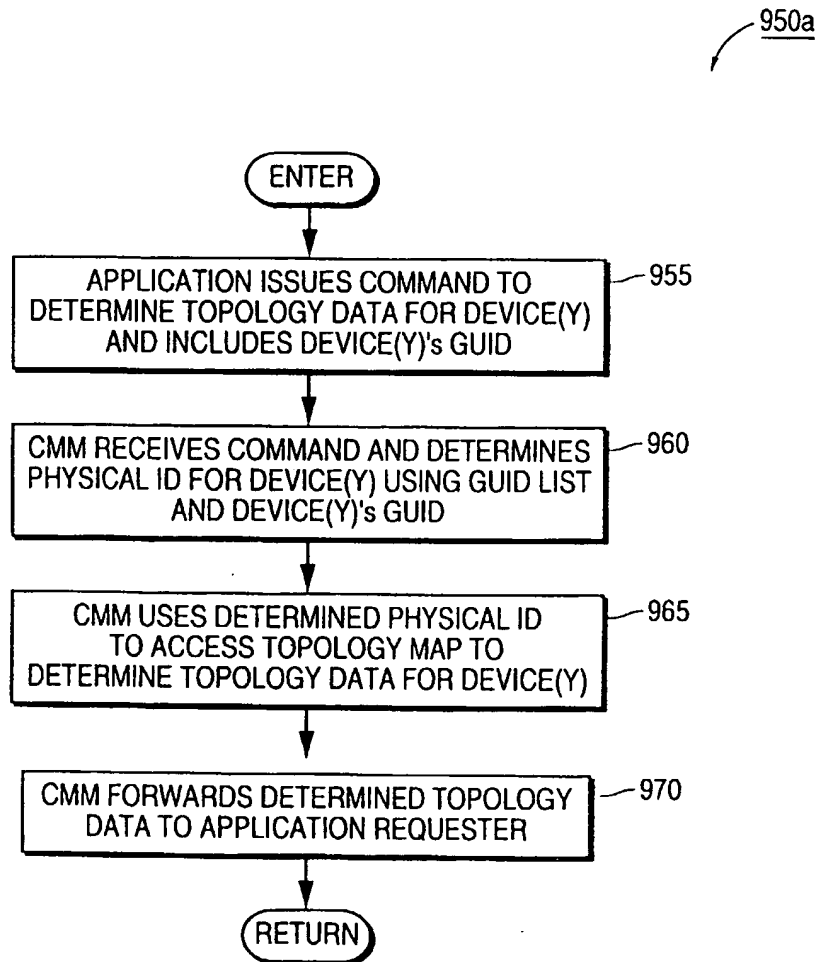 950a
ENTER
APPLICATION ISSUES COMMAND TO
DETERMINE TOPOLOGY DATA FOR DEVICE(Y)
AND INCLUDES DEVICE(Y)'s GUID
955
CMM RECEIVES COMMAND AND DETERMINES
PHYSICAL ID FOR DEVICE(Y) USING GUID LIST
AND DEVICE(Y)'s GUID
960
CMM USES DETERMINED PHYSICAL ID
TO ACCESS TOPOLOGY MAP TO
DETERMINE TOPOLOGY DATA FOR DEVICE(Y)
965
CMM FORWARDS DETERMINED TOPOLOGY
DATA TO APPLICATION REQUESTER
970
RETURN